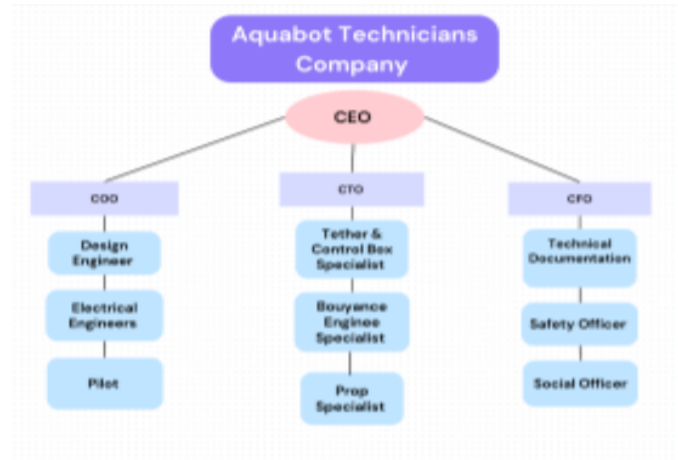 Aquabot Technicians
Company
CEO
COO
CTO
CFO
Design
Engineer
Electrical
Engineers
Pilot
Tether &
Control Box
Specialist
Bouyance
Enginee
Specialist
Prop
Specialist
Technical
Documentation
Safety Officer
Social Officer